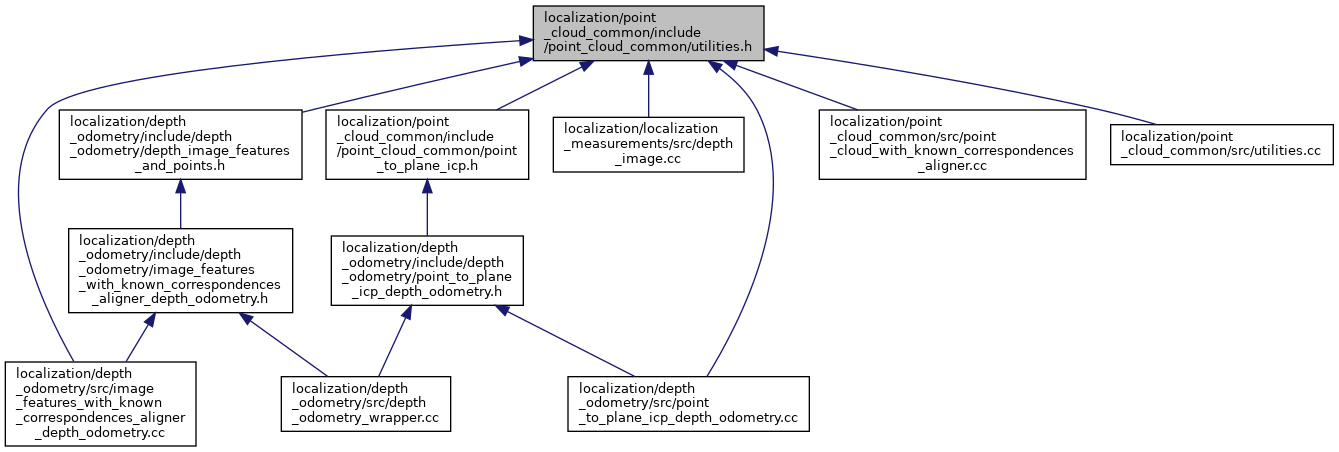 localization/point
_cloud_common/include
/point_cloud_common/utilities.h
localization/depth
_odometry/include/depth
_odometry/depth_image_features
_and_points.h
localization/point
_cloud_common/include
/point_cloud_common/point
_to_plane_icp.h
localization/localization
_measurements/src/depth
_image.cc
localization/point
_cloud_common/src/point
_cloud_with_known_correspondences
_aligner.cc
localization/point
_cloud_common/src/utilities.cc
localization/depth
_odometry/include/depth
_odometry/image_features
_with_known_correspondences
_aligner_depth_odometry.h
localization/depth
_odometry/include/depth
_odometry/point_to_plane
_icp_depth_odometry.h
localization/depth
_odometry/src/image
_features_with_known
_correspondences_aligner
_depth_odometry.cc
localization/depth
_odometry/src/depth
_odometry_wrapper.cc
localization/depth
_odometry/src/point
_to_plane_icp_depth_odometry.cc